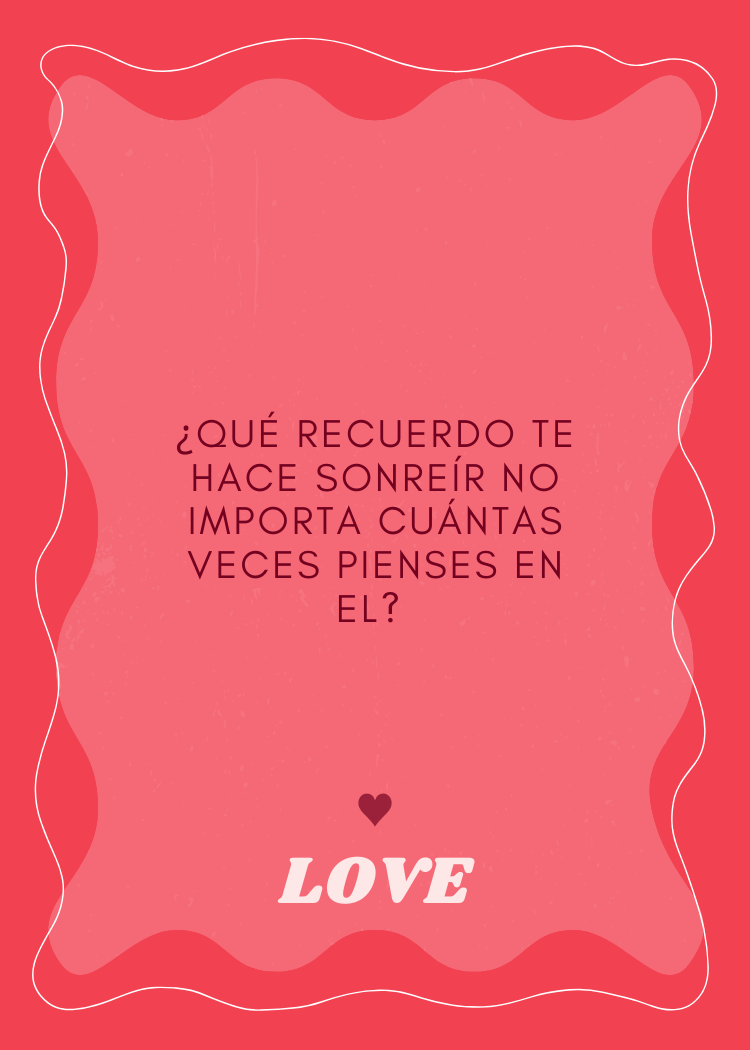 ¿QUÉ RECUERDO TE
HACE SONREÍR NO
IMPORTA CUÁNTAS
VECES PIENSES EN
EL?
LOVE